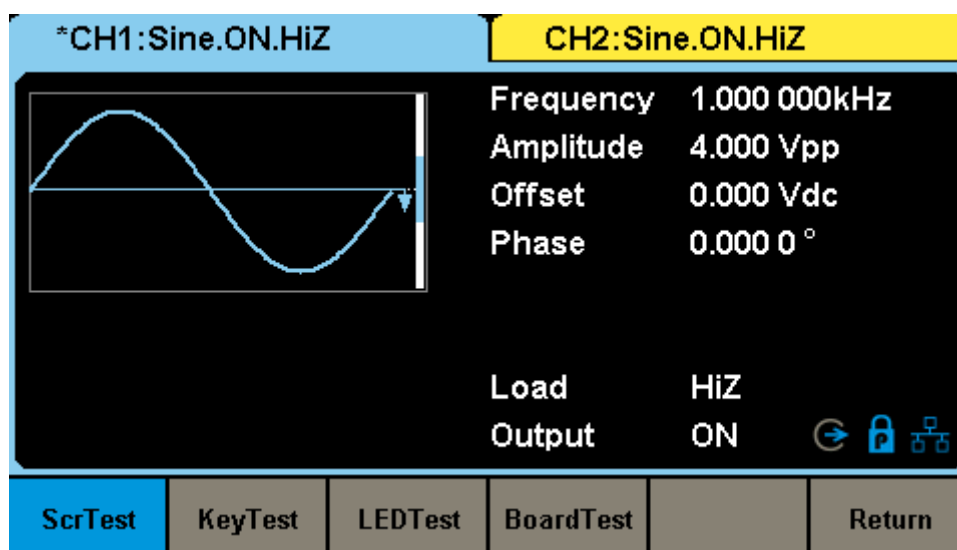 *CH1:Sine.ON.HiZ CH2:Sine.ON.HiZ
Frequency 1.000 000kHz
Amplitude 4.000 Vpp
Offset 0.000 Vdc
Phase 0.000 0 °
Load HiZ
Output ON P
ScrTest KeyTest LEDTest BoardTest Return